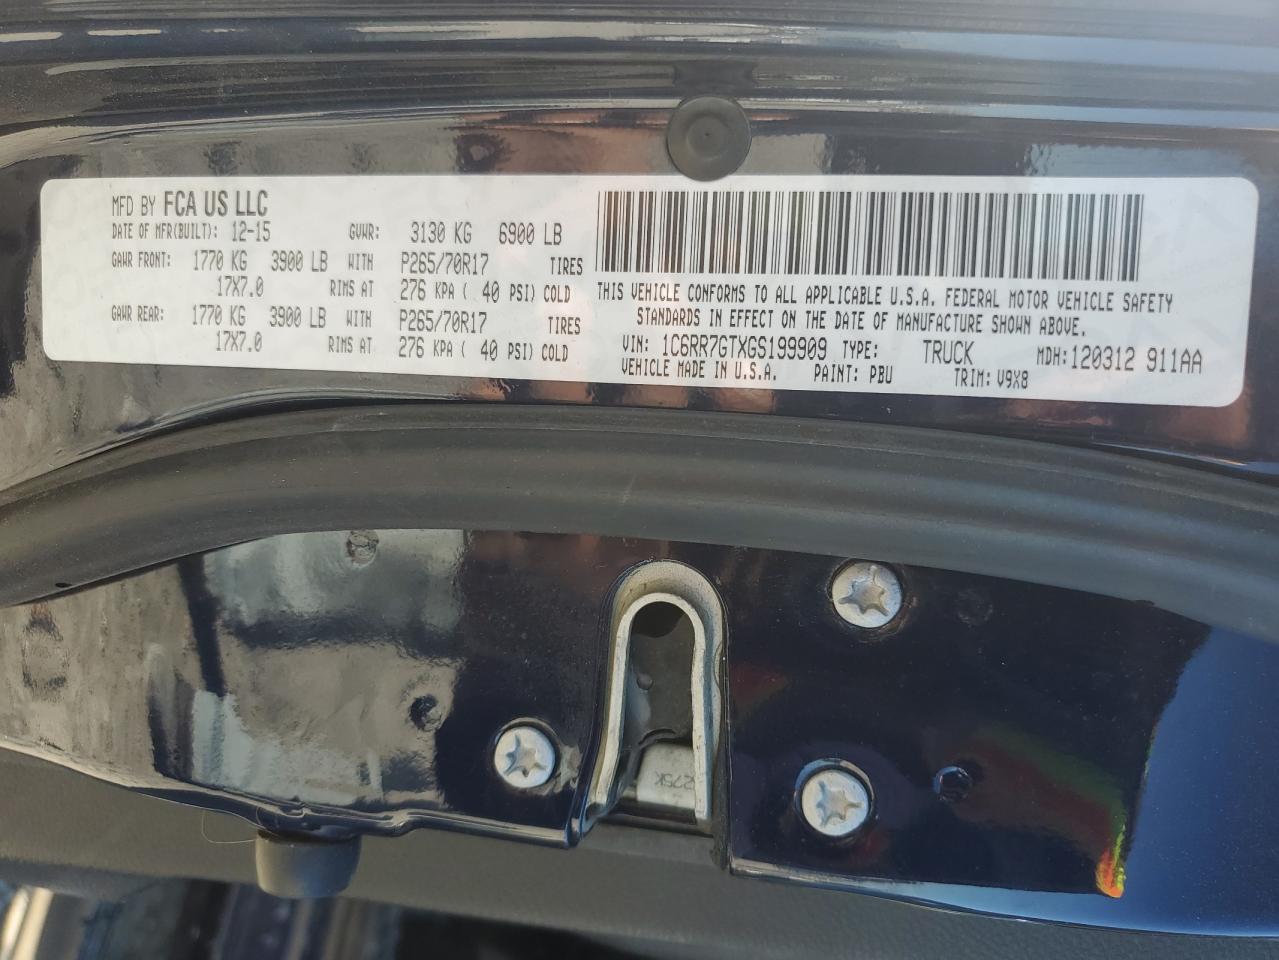 MFD BY FCA US LLC
DATE OF MFR(BUILT): 12-15 GVWR: 3130 KG 6900 LB
GAWR FRONT: 1770 KG 3900 LB WITH P265/70R17 TIRES
17X7.0 RIMS AT 276 KPA ( 40 PSI) COLD
GAWR REAR: 1770 KG 3900 LB WITH P265/70R17 TIRES
17X7.0 RIMS AT 276 KPA ( 40 PSI) COLD
THIS VEHICLE CONFORMS TO ALL APPLICABLE U.S.A. FEDERAL MOTOR VEHICLE SAFETY
STANDARDS IN EFFECT ON THE DATE OF MANUFACTURE SHOWN ABOVE.
VIN: 1C6RR7GTXGS199909 TYPE: TRUCK MDH: 120312 911AA
VEHICLE MADE IN U.S.A. PAINT: PBU TRIM: V9X8